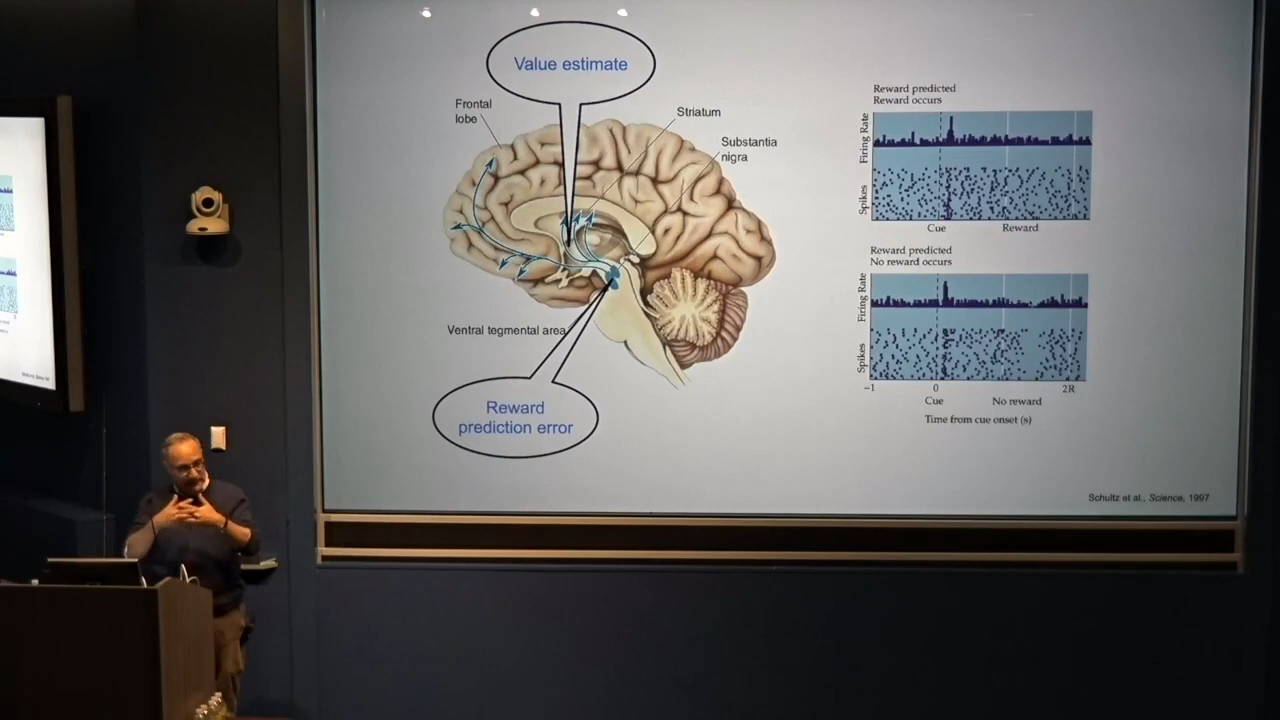 Value estimate
Frontal
lobe
Striatum
Substantia
nigra
Ventral tegmental area
Reward
prediction error
Reward predicted
Reward occurs
Firing Rate
Spikes
Cue
Reward
Reward predicted
No reward occurs
Firing Rate
Spikes
-1
0
2R
Cue
No reward
Time from cue onset (s)
Schultz et al., Science, 1997